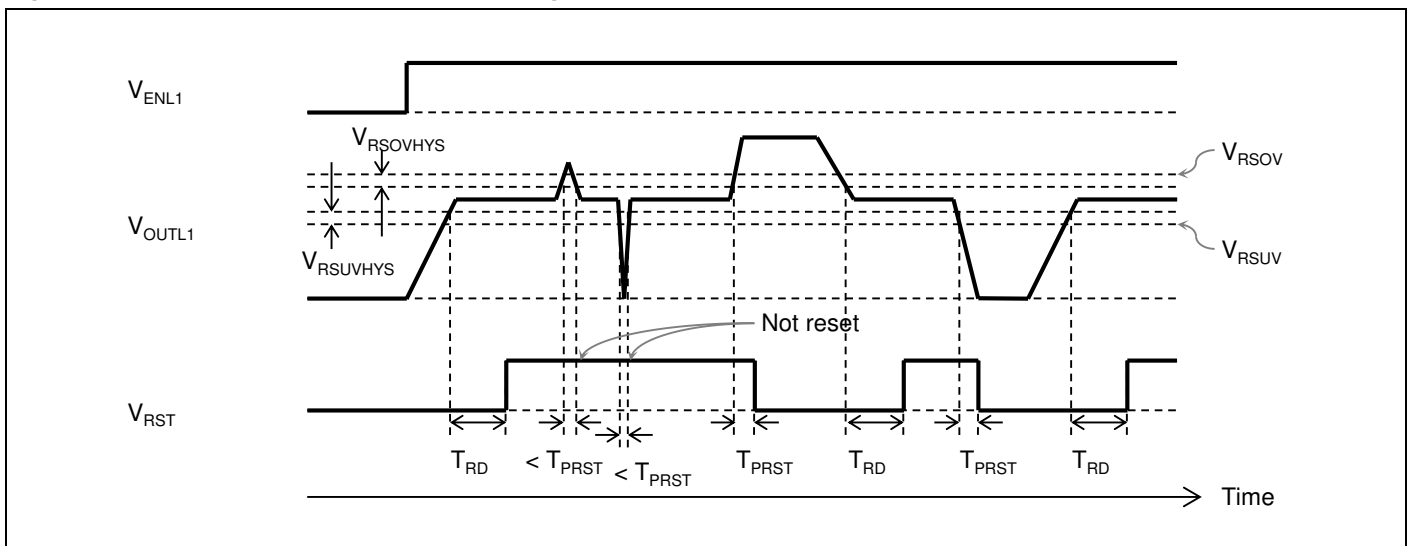 VENL1
VRSOVHYS
VRSOV
VOUTL1
VRSUVHYS
VRSUV
Not reset
VRST
TRD
< TPRST
< TPRST
TPRST
TRD
TPRST
TRD
Time